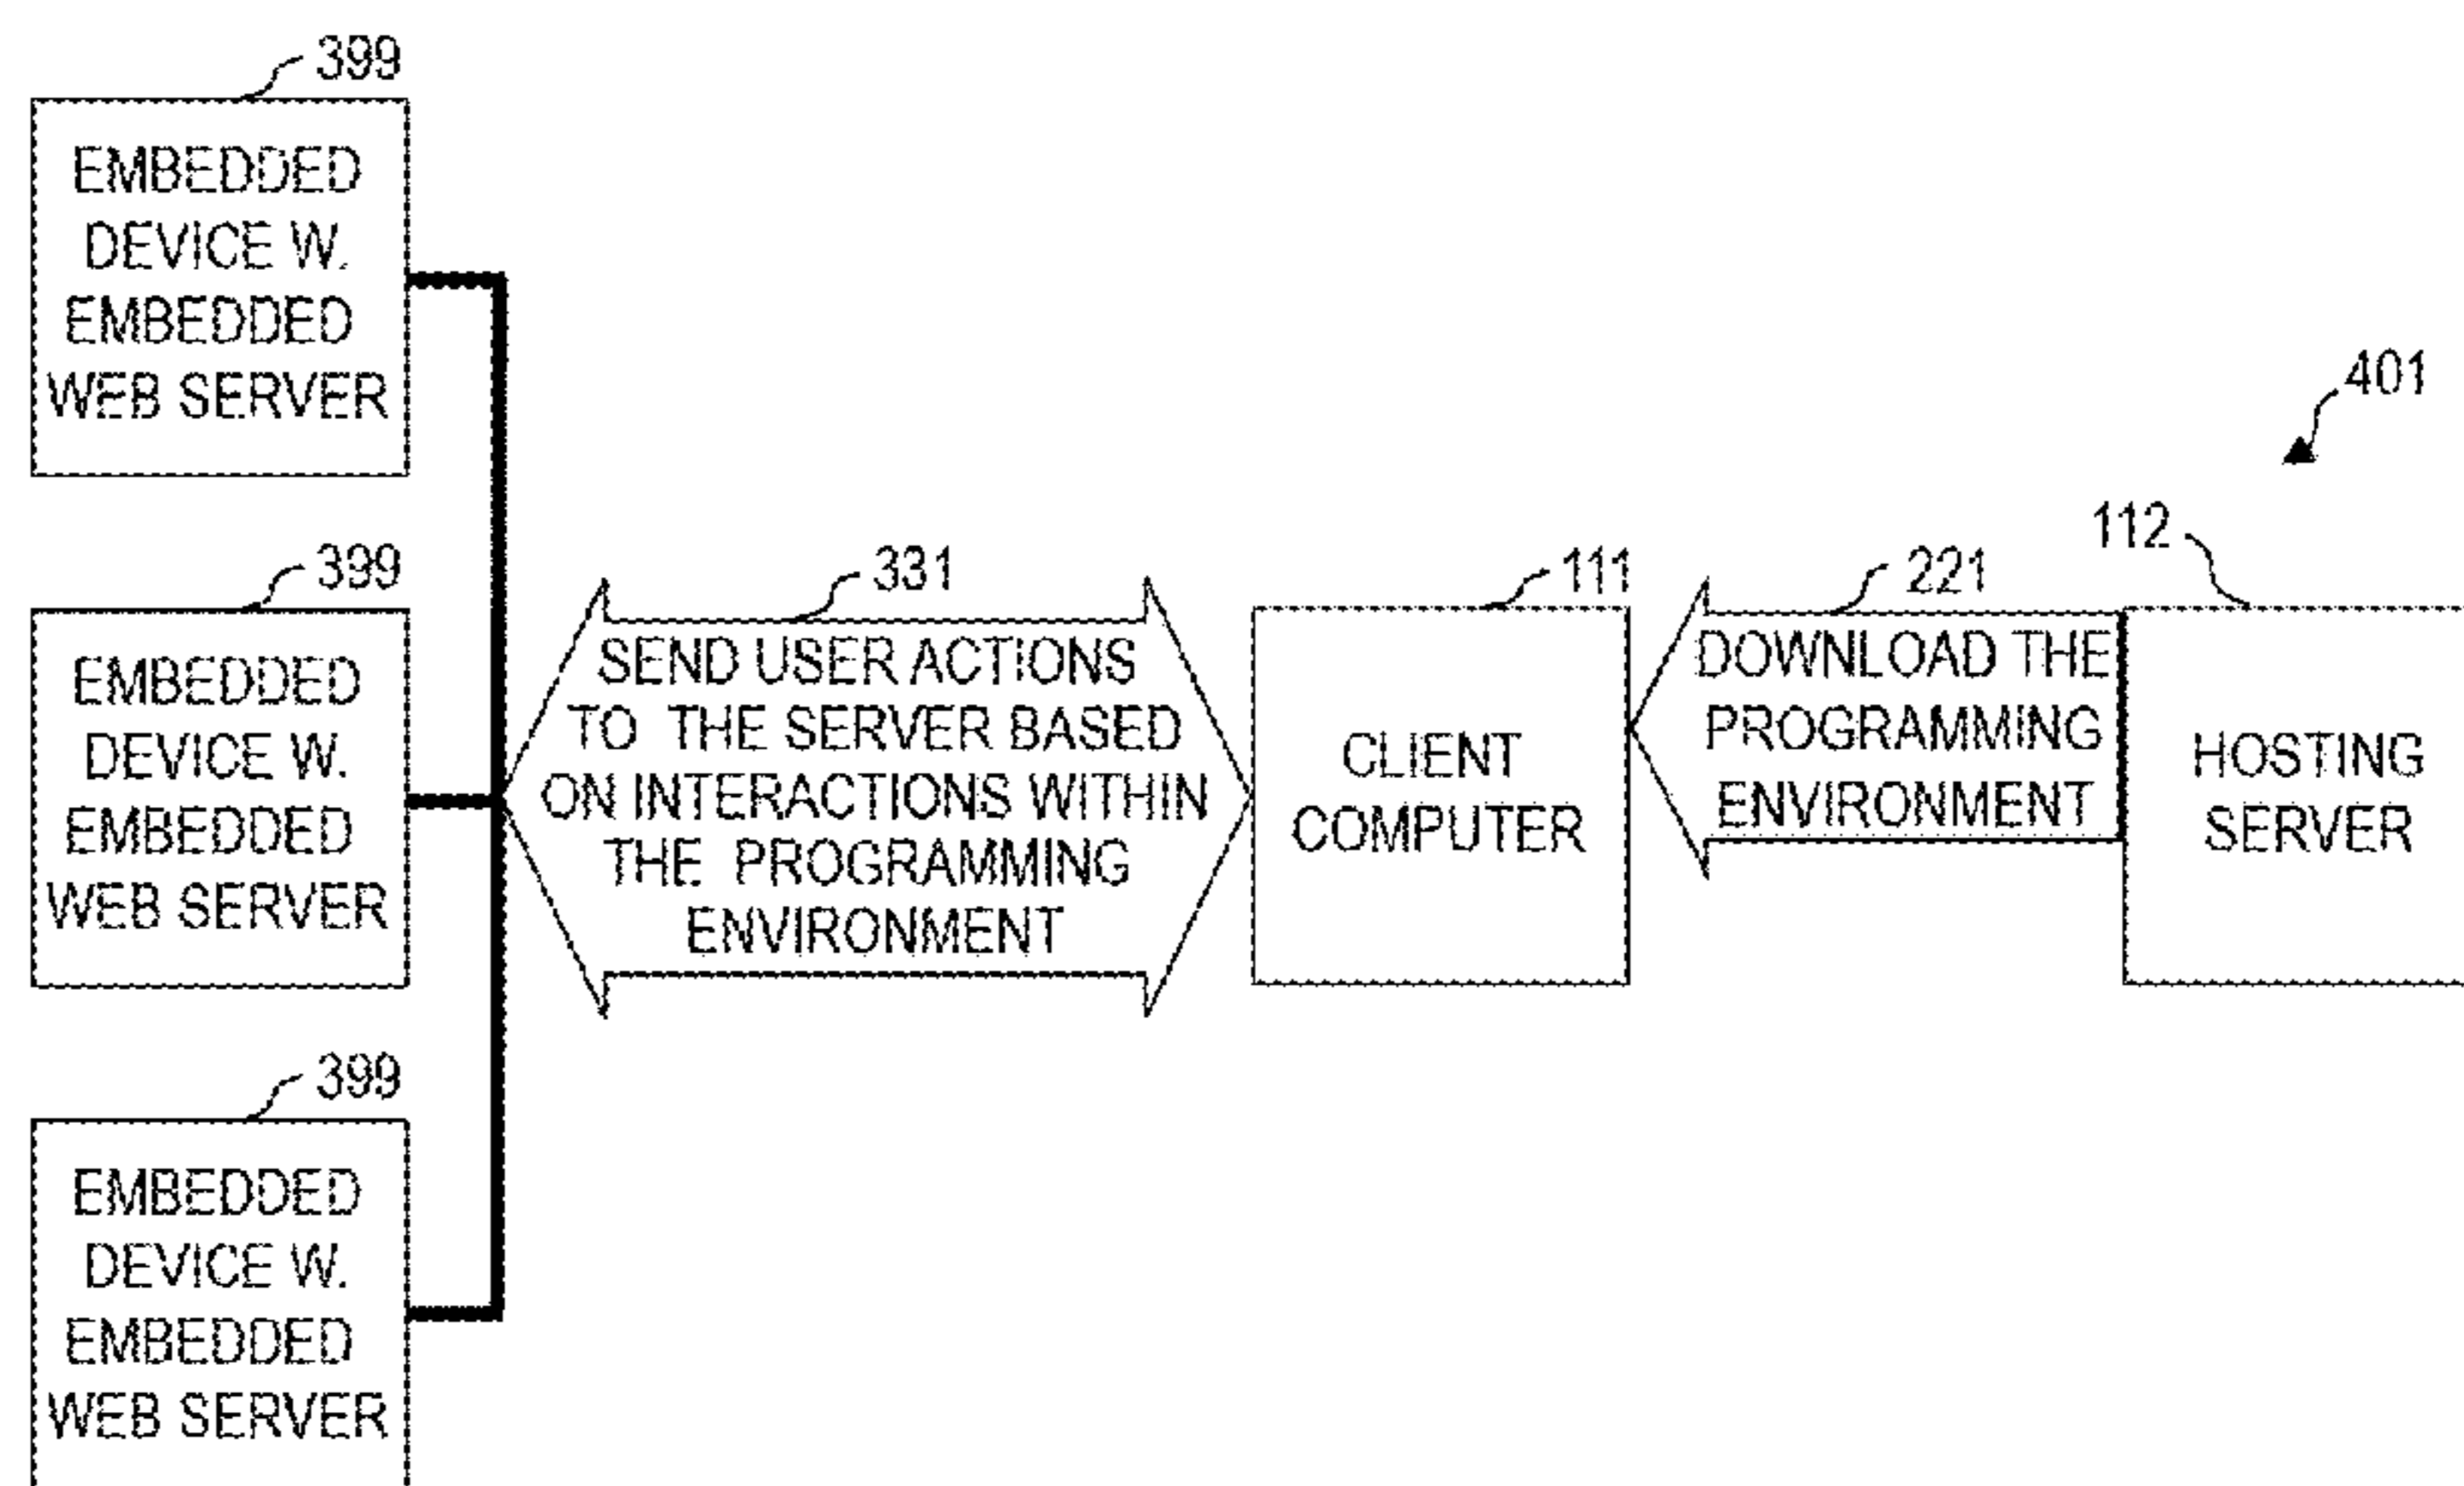 399
EMBEDDED
DEVICE W.
EMBEDDED
WEB SERVER
399
EMBEDDED
DEVICE W.
EMBEDDED
WEB SERVER
399
EMBEDDED
DEVICE W.
EMBEDDED
WEB SERVER
331
SEND USER ACTIONS
TO THE SERVER BASED
ON INTERACTIONS WITHIN
THE PROGRAMMING
ENVIRONMENT
111
CLIENT
COMPUTER
221
DOWNLOAD THE
PROGRAMMING
ENVIRONMENT
112
HOSTING
SERVER
401